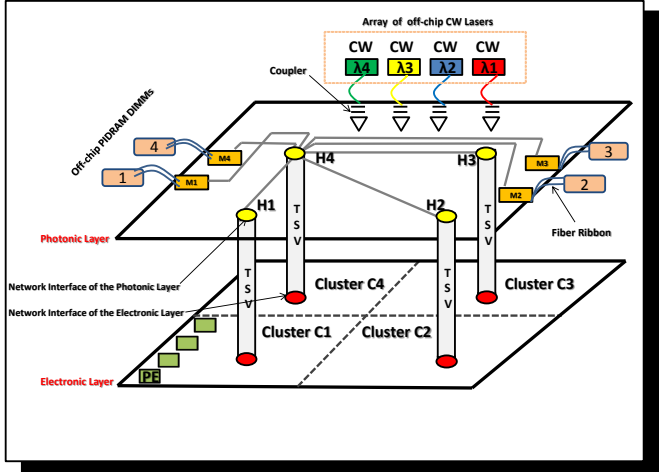 Array of off-chip CW Lasers
CW CW CW CW
λ4 λ3 λ2 λ1
Coupler
Off-chip PIDRAM DIMMs
4
M4
1
M1
H4
H3
M3
3
M2
2
H1
H2
Fiber Ribbon
Photonic Layer
TSV
TSV
TSV
TSV
Network Interface of the Photonic Layer
Network Interface of the Electronic Layer
Cluster C4
Cluster C3
Cluster C1
Cluster C2
PE
Electronic Layer